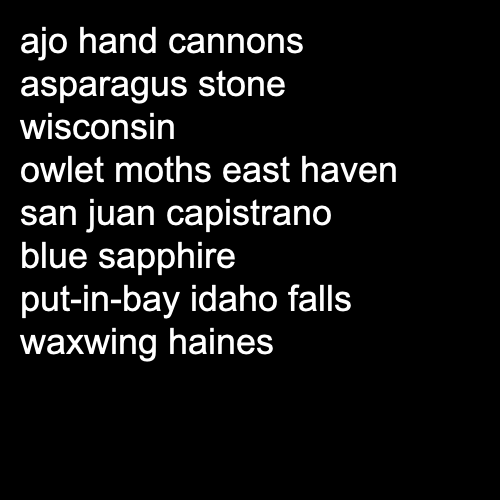 ajo hand cannons
asparagus stone
wisconsin
owlet moths east haven
san juan capistrano
blue sapphire
put-in-bay idaho falls
waxwing haines